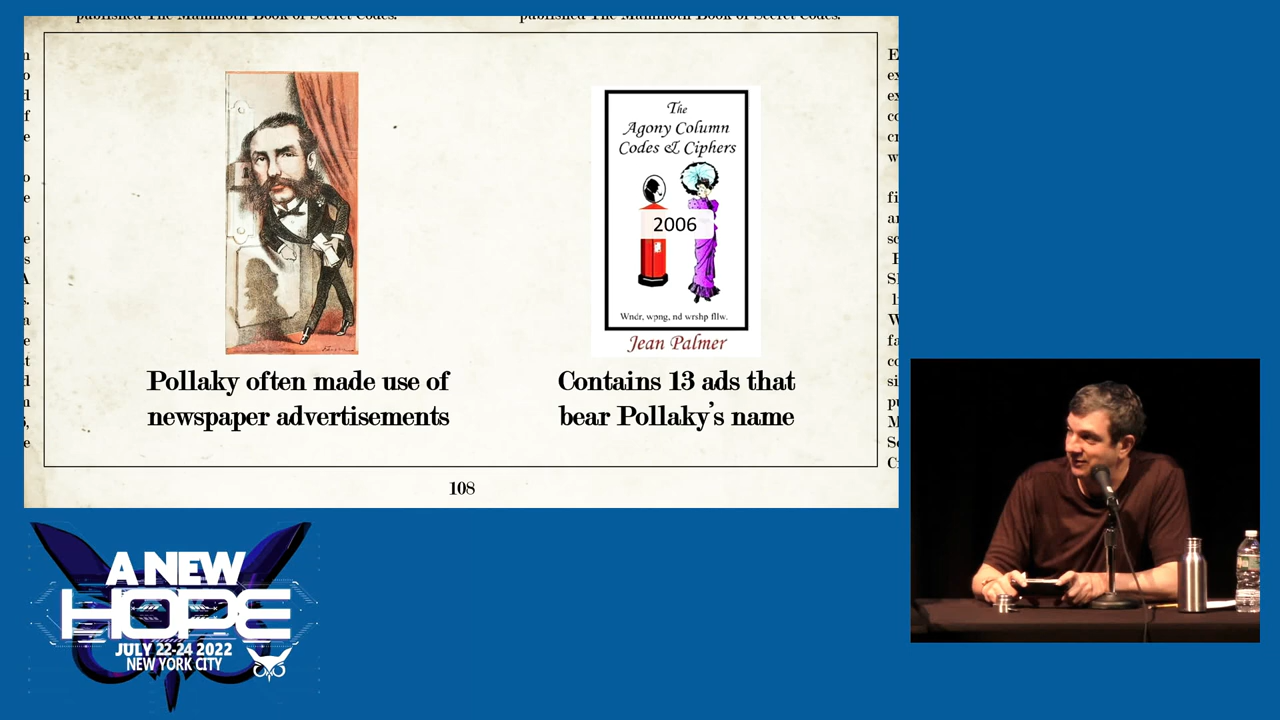 published The Mammoth Book of Secret Codes.
published The Mammoth Book of Secret Codes.
The
Agony Column
Codes & Ciphers
2006
Wndr, wpng, nd wrshp fllw.
Jean Palmer
Pollaky often made use of
newspaper advertisements
Contains 13 ads that
bear Pollaky's name
108
A NEW
HOPE
JULY 22-24 2022
NEW YORK CITY